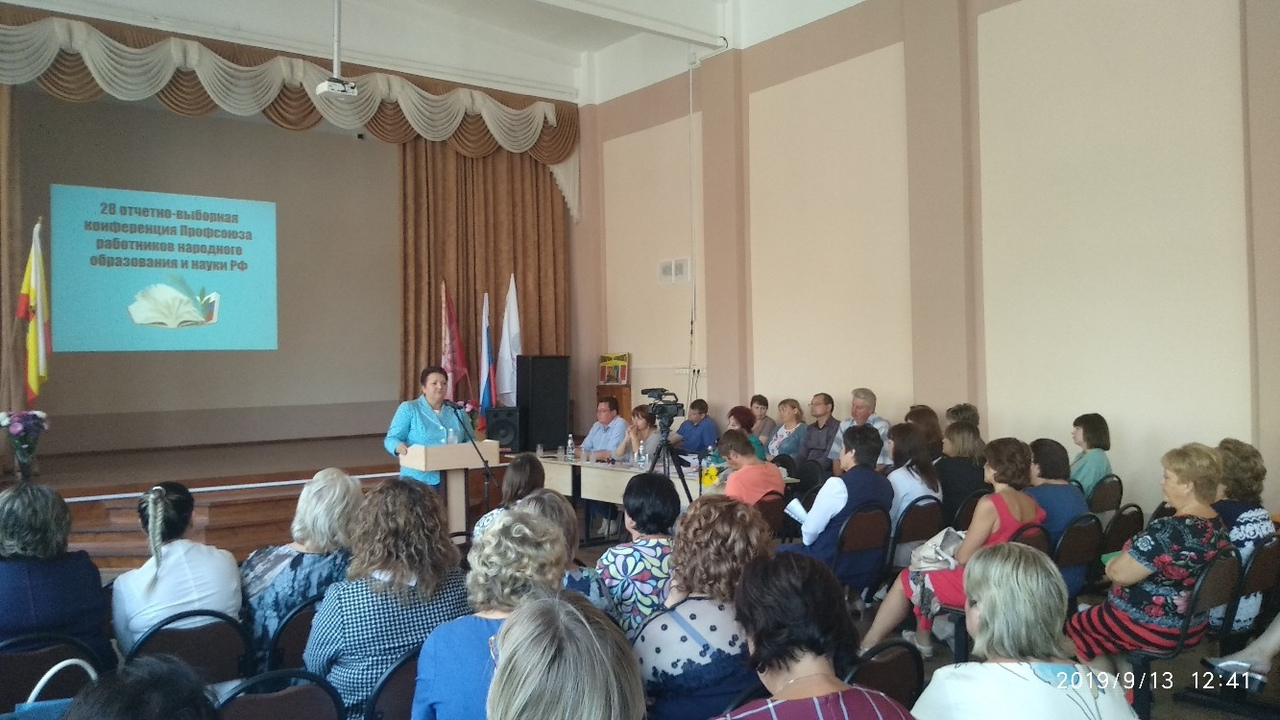 28 отчетно-выборная
конференция Профсоюза
работников народного
образования и науки РФ
2019/9/13 12:41